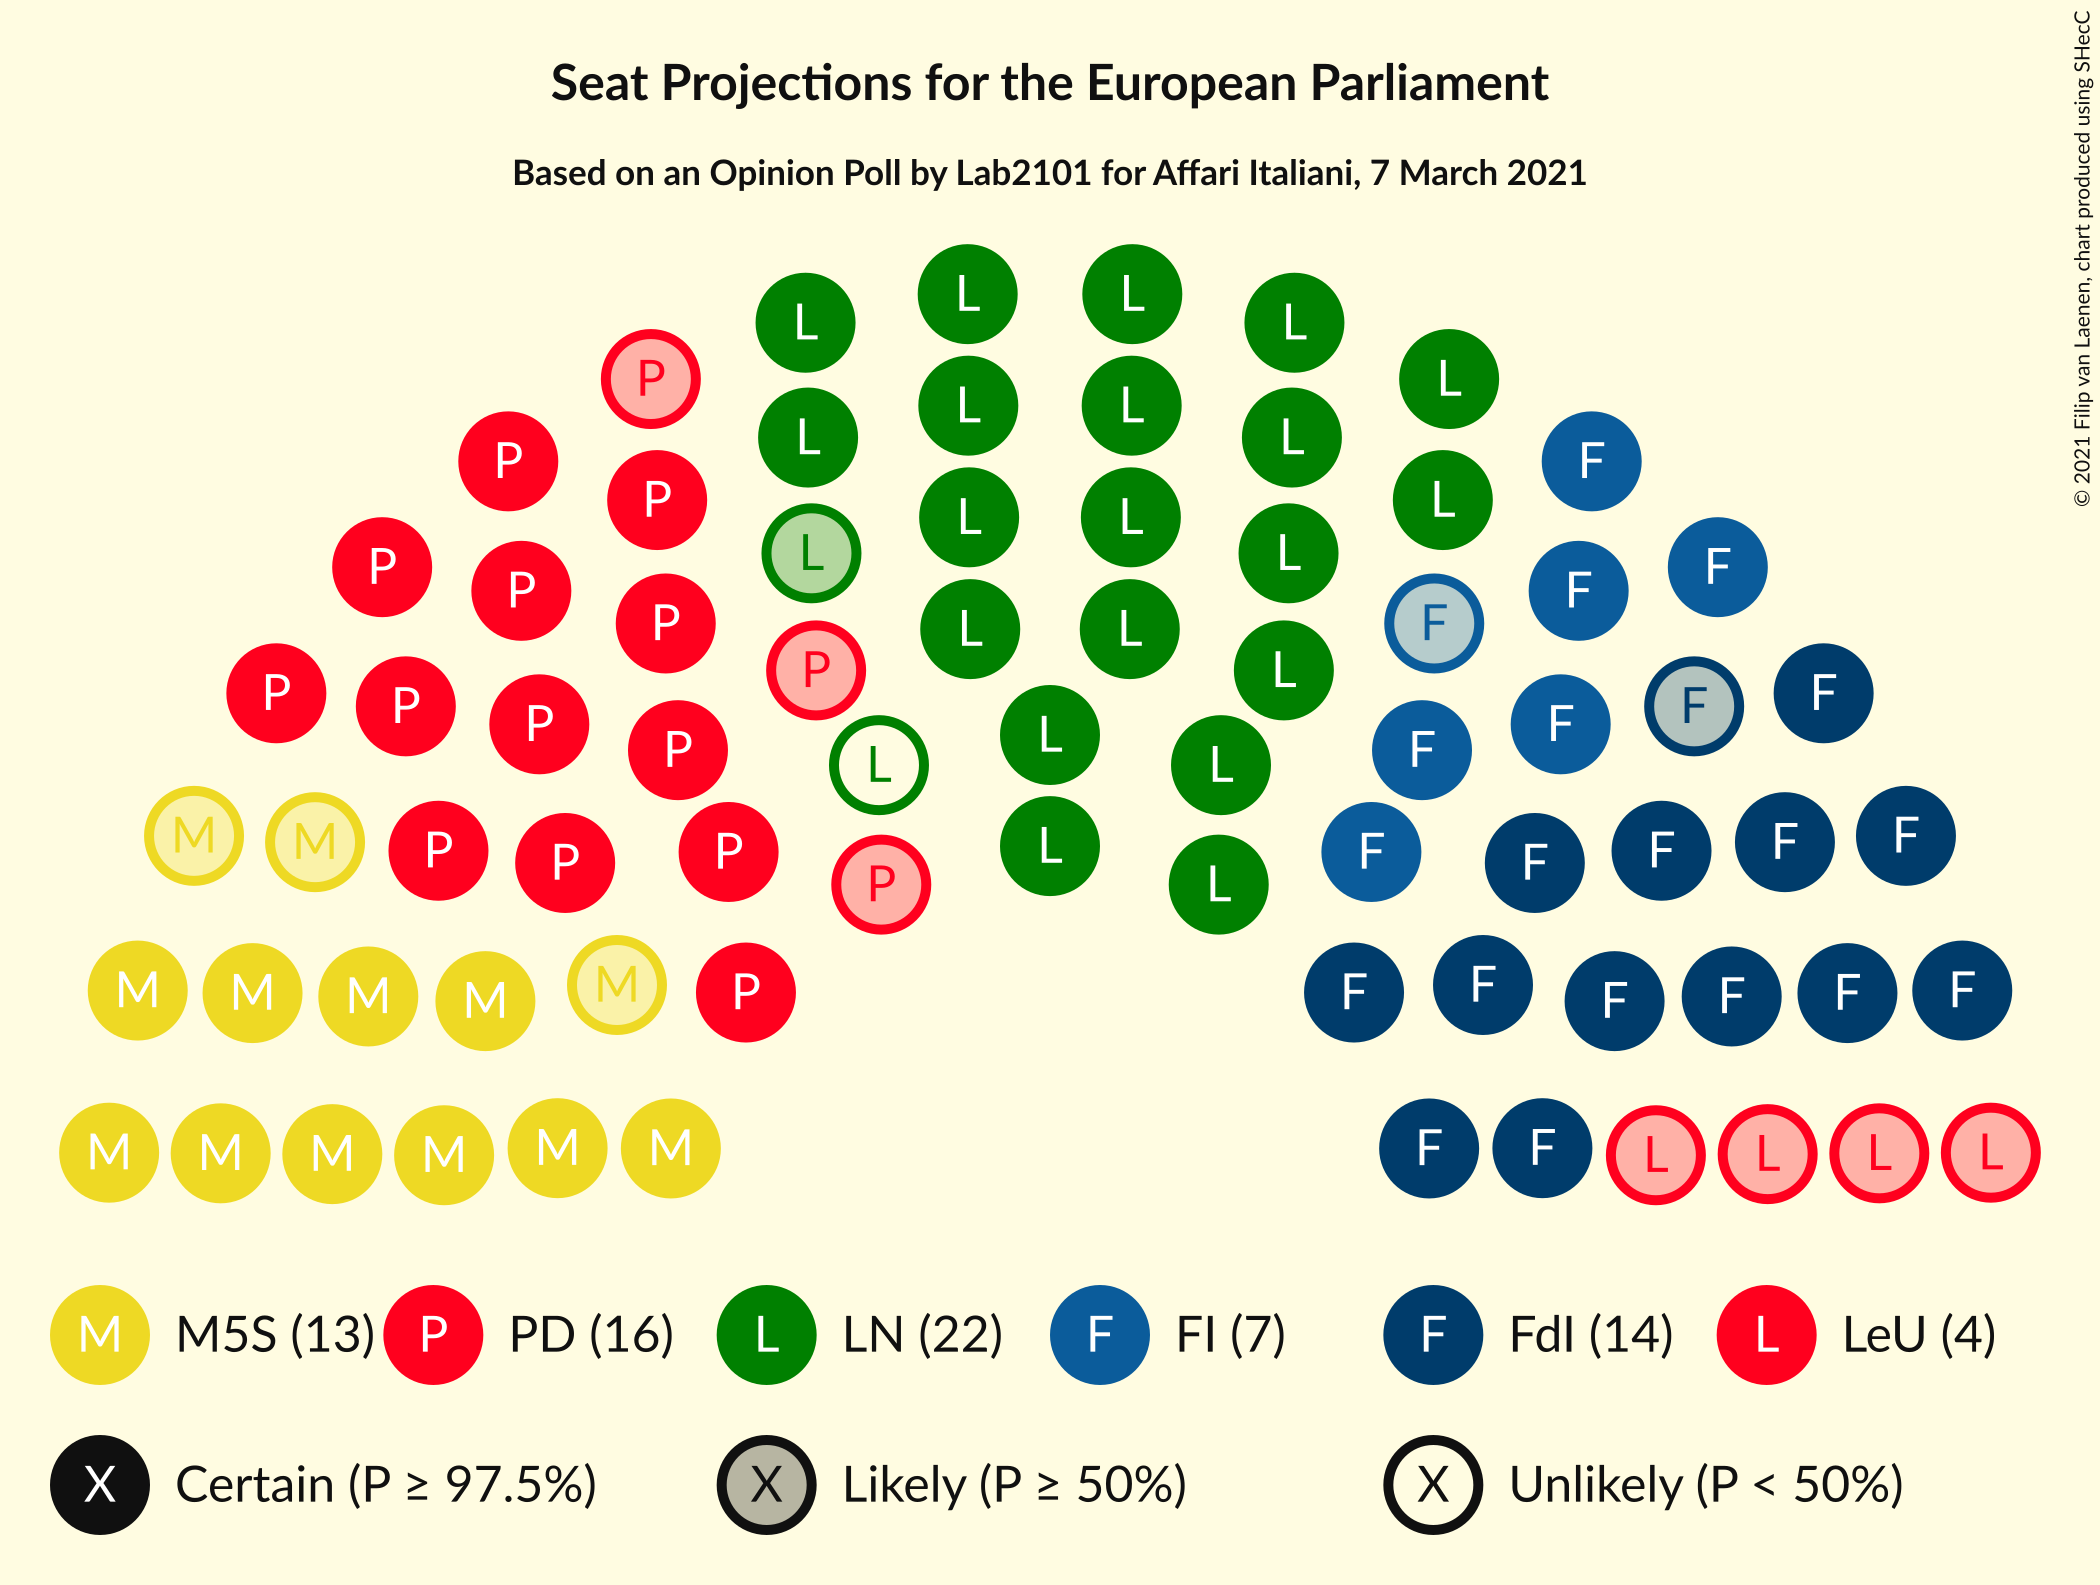 Seat Projections for the European Parliament
Based on an Opinion Poll by Lab2101 for Affari Italiani, 7 March 2021
© 2021 Filip van Laenen, chart produced using SHecC
L L
L L
P L
L L
L L
P F
L L
P L
L L
P F
L L
P F
P F
L L
P F
P L
P F
P F
P P
F F
P L
P F
L L
M M P P P L P L L L F F F F F
M M M M M P F F F F F F
M M M M M M F F L L L L
M M5S (13) P PD (16) L LN (22) F FI (7) F FdI (14) L LeU (4)
X Certain (P ≥ 97.5%) X Likely (P ≥ 50%) X Unlikely (P < 50%)